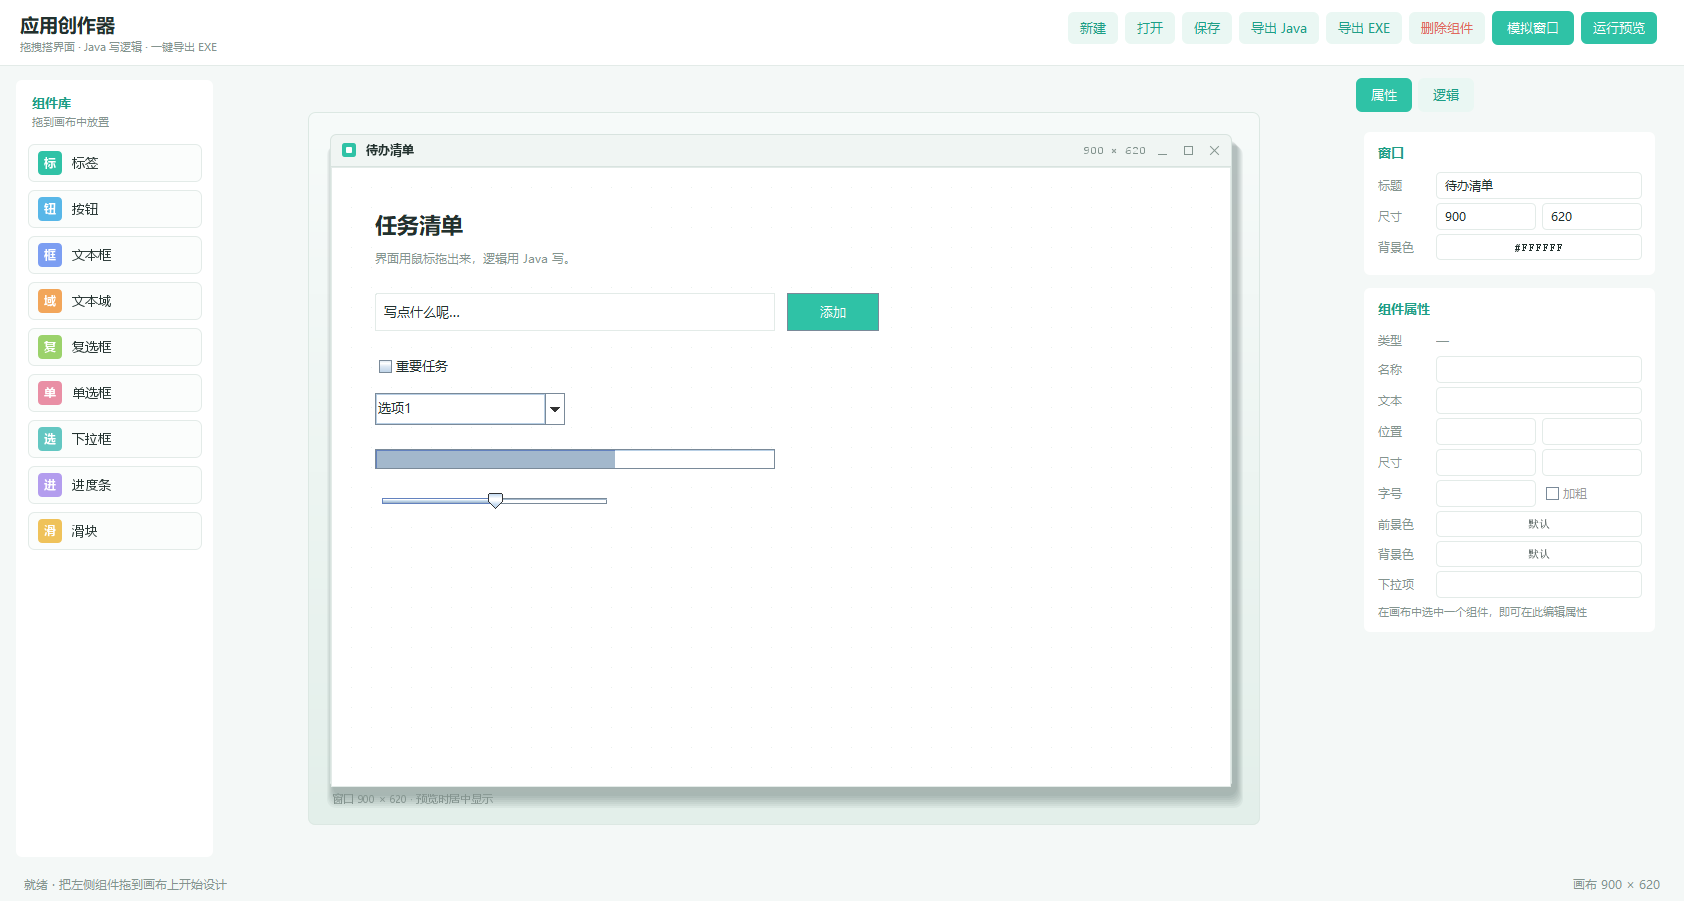 应用创作器
拖拽搭界面 · Java 写逻辑 · 一键导出 EXE
新建 打开 保存 导出 Java 导出 EXE 删除组件 模拟窗口 运行预览
组件库
拖到画布中放置
标 标签
钮 按钮
框 文本框
域 文本域
复 复选框
单 单选框
选 下拉框
进 进度条
滑 滑块
待办清单 900 × 620
任务清单
界面用鼠标拖出来，逻辑用 Java 写。
写点什么呢... 添加
重要任务
选项1
窗口 900 × 620 · 预览时居中显示
属性 逻辑
窗口
标题 待办清单
尺寸 900 620
背景色 #FFFFFF
组件属性
类型 —
名称
文本
位置
尺寸
字号 加粗
前景色 默认
背景色 默认
下拉项
在画布中选中一个组件，即可在此编辑属性
就绪 · 把左侧组件拖到画布上开始设计
画布 900 × 620